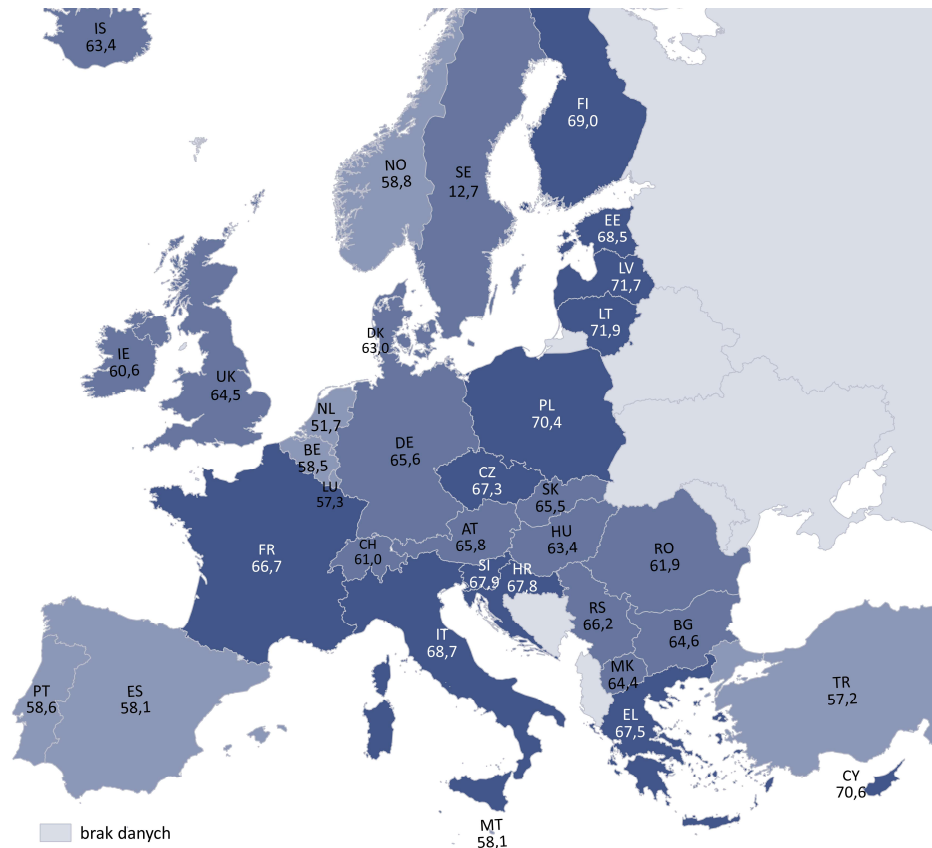 IS
63,4
FI
69,0
NO
58,8
SE
12,7
EE
68,5
LV
71,7
LT
71,9
DK
63,0
IE
60,6
UK
64,5
NL
51,7
PL
70,4
BE
58,5
DE
65,6
LU
57,3
CZ
67,3
SK
65,5
AT
65,8
HU
63,4
FR
66,7
CH
61,0
RO
61,9
SI
67,9
HR
67,8
RS
66,2
BG
64,6
IT
68,7
MK
64,4
PT
58,6
ES
58,1
TR
57,2
EL
67,5
CY
70,6
MT
58,1
brak danych